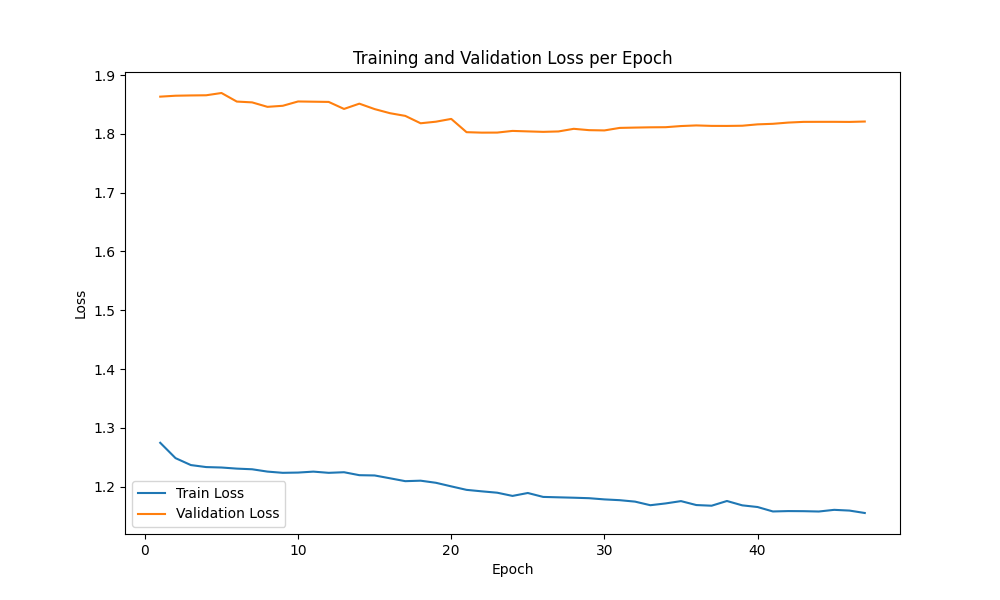 Training and Validation Loss per Epoch
1.9
1.8
1.7
1.6
1.5
1.4
1.3
1.2
Loss
Train Loss
Validation Loss
0
10
20
30
40
Epoch